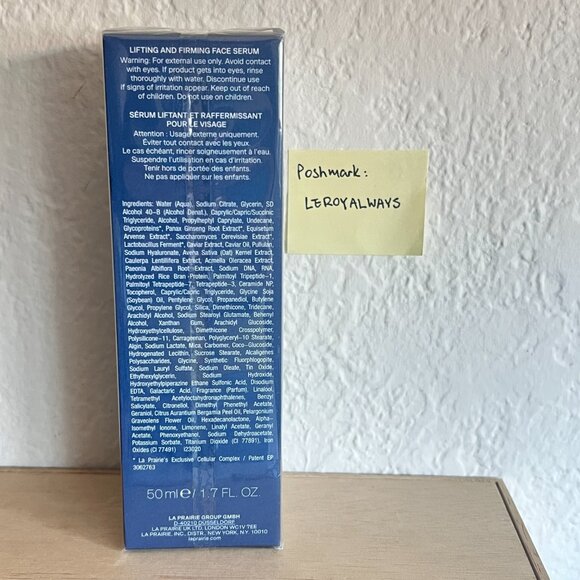 LIFTING AND FIRMING FACE SERUM
Warning: For external use only. Avoid contact
with eyes. If product gets into eyes, rinse
thoroughly with water. Discontinue use
if signs of irritation appear. Keep out of reach
of children. Do not use on children.
SÉRUM LIFTANT ET RAFFERMISSANT
POUR LE VISAGE
Attention : Usage externe uniquement.
Éviter tout contact avec les yeux.
Le cas échéant, rincer soigneusement à l'eau.
Suspendre l'utilisation en cas d'irritation.
Tenir hors de portée des enfants.
Ne pas appliquer sur les enfants.
Ingredients: Water (Aqua), Sodium Citrate, Glycerin, SD
Alcohol 40-B (Alcohol Denat.), Caprylic/Capric/Succinic
Triglyceride, Alcohol, Propylheptyl Caprylate, Undecane,
Glycoproteins*, Panax Ginseng Root Extract*, Equisetum
Arvense Extract*, Saccharomyces Cerevisiae Extract*,
Lactobacillus Ferment*, Caviar Extract, Caviar Oil, Pullulan,
Sodium Hyaluronate, Avena Sativa (Oat) Kernel Extract,
Caulerpa Lentillifera Extract, Acmella Oleracea Extract,
Paeonia Albiflora Root Extract, Sodium DNA, RNA,
Hydrolyzed Rice Bran Protein, Palmitoyl Tripeptide-1,
Palmitoyl Tetrapeptide-7, Tetrapeptide-3, Ceramide NP,
Tocopherol, Caprylic/Capric Triglyceride, Glycine Soja
(Soybean) Oil, Pentylene Glycol, Propanediol, Butylene
Glycol, Propylene Glycol, Silica, Dimethicone, Tridecane,
Arachidyl Alcohol, Sodium Stearoyl Glutamate, Behenyl
Alcohol, Xanthan Gum, Arachidyl Glucoside,
Hydroxyethylcellulose, Dimethicone Crosspolymer,
Polysilicone-11, Carrageenan, Polyglyceryl-10 Stearate,
Algin, Sodium Lactate, Mica, Carbomer, Coco-Glucoside,
Hydrogenated Lecithin, Sucrose Stearate, Alcaligenes
Polysaccharides, Glycine, Synthetic Fluorphlogopite,
Sodium Lauryl Sulfate, Sodium Oleate, Tin Oxide,
Ethylhexylglycerin, Sodium Hydroxide,
Hydroxyethylpiperazine Ethane Sulfonic Acid, Disodium
EDTA, Galactaric Acid, Fragrance (Parfum), Linalool,
Tetramethyl Acetyloctahydronaphthalenes, Benzyl
Salicylate, Citronellol, Dimethyl Phenethyl Acetate,
Geraniol, Citrus Aurantium Bergamia Peel Oil, Pelargonium
Graveolens Flower Oil, Hexadecanolactone, Alpha-
Isomethyl Ionone, Limonene, Linalyl Acetate, Geranyl
Acetate, Phenoxyethanol, Sodium Dehydroacetate,
Potassium Sorbate, Titanium Dioxide (CI 77891), Iron
Oxides (CI 77491) I23020
* La Prairie's Exclusive Cellular Complex / Patent EP
3062763
50 ml e / 1.7 FL. OZ.
LA PRAIRIE GROUP GMBH
D-40210 DÜSSELDORF
LA PRAIRIE UK LTD, LONDON WC1V 7EE
LA PRAIRIE, INC., DISTR., NEW YORK, N.Y. 10010
laprairie.com
Poshmark:
LEROYALWAYS